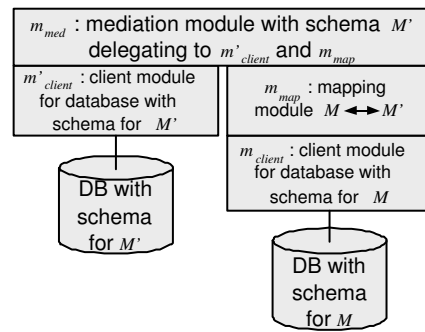 m_med : mediation module with schema M'
delegating to m'_client and m_map
m'_client : client module
for database with
schema for M'
DB with
schema
for M'
m_map : mapping
module M ◄► M'
m_client : client module
for database with
schema for M
DB with
schema
for M